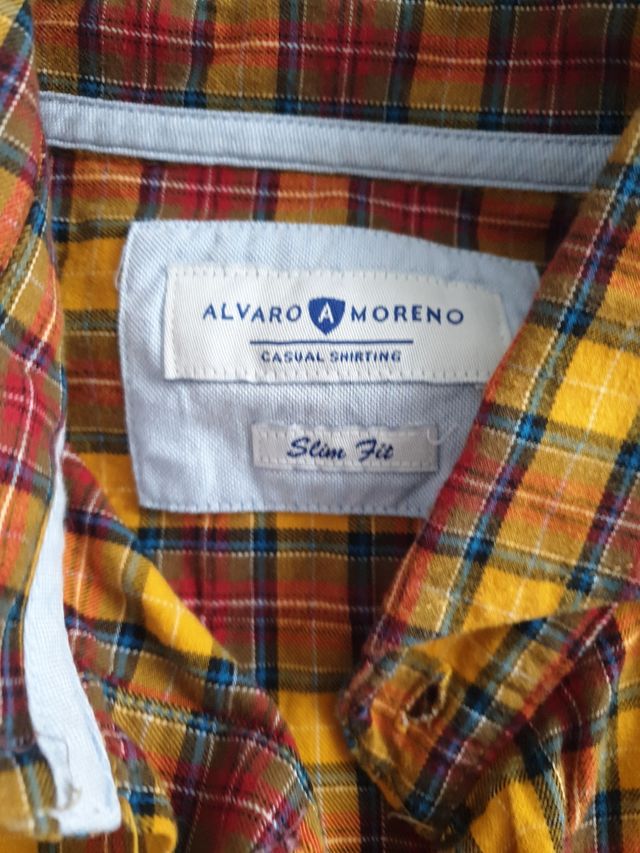 ALVARO A MORENO
CASUAL SHIRTING
Slim Fit